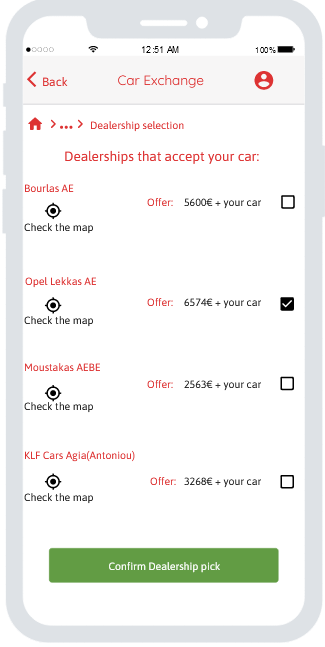 12:51 AM 100%
Back Car Exchange
... Dealership selection
Dealerships that accept your car:
Bourlas AE
Offer: 5600€ + your car
Check the map
Opel Lekkas AE
Offer: 6574€ + your car
Check the map
Moustakas AEBE
Offer: 2563€ + your car
Check the map
KLF Cars Agia(Antoniou)
Offer: 3268€ + your car
Check the map
Confirm Dealership pick